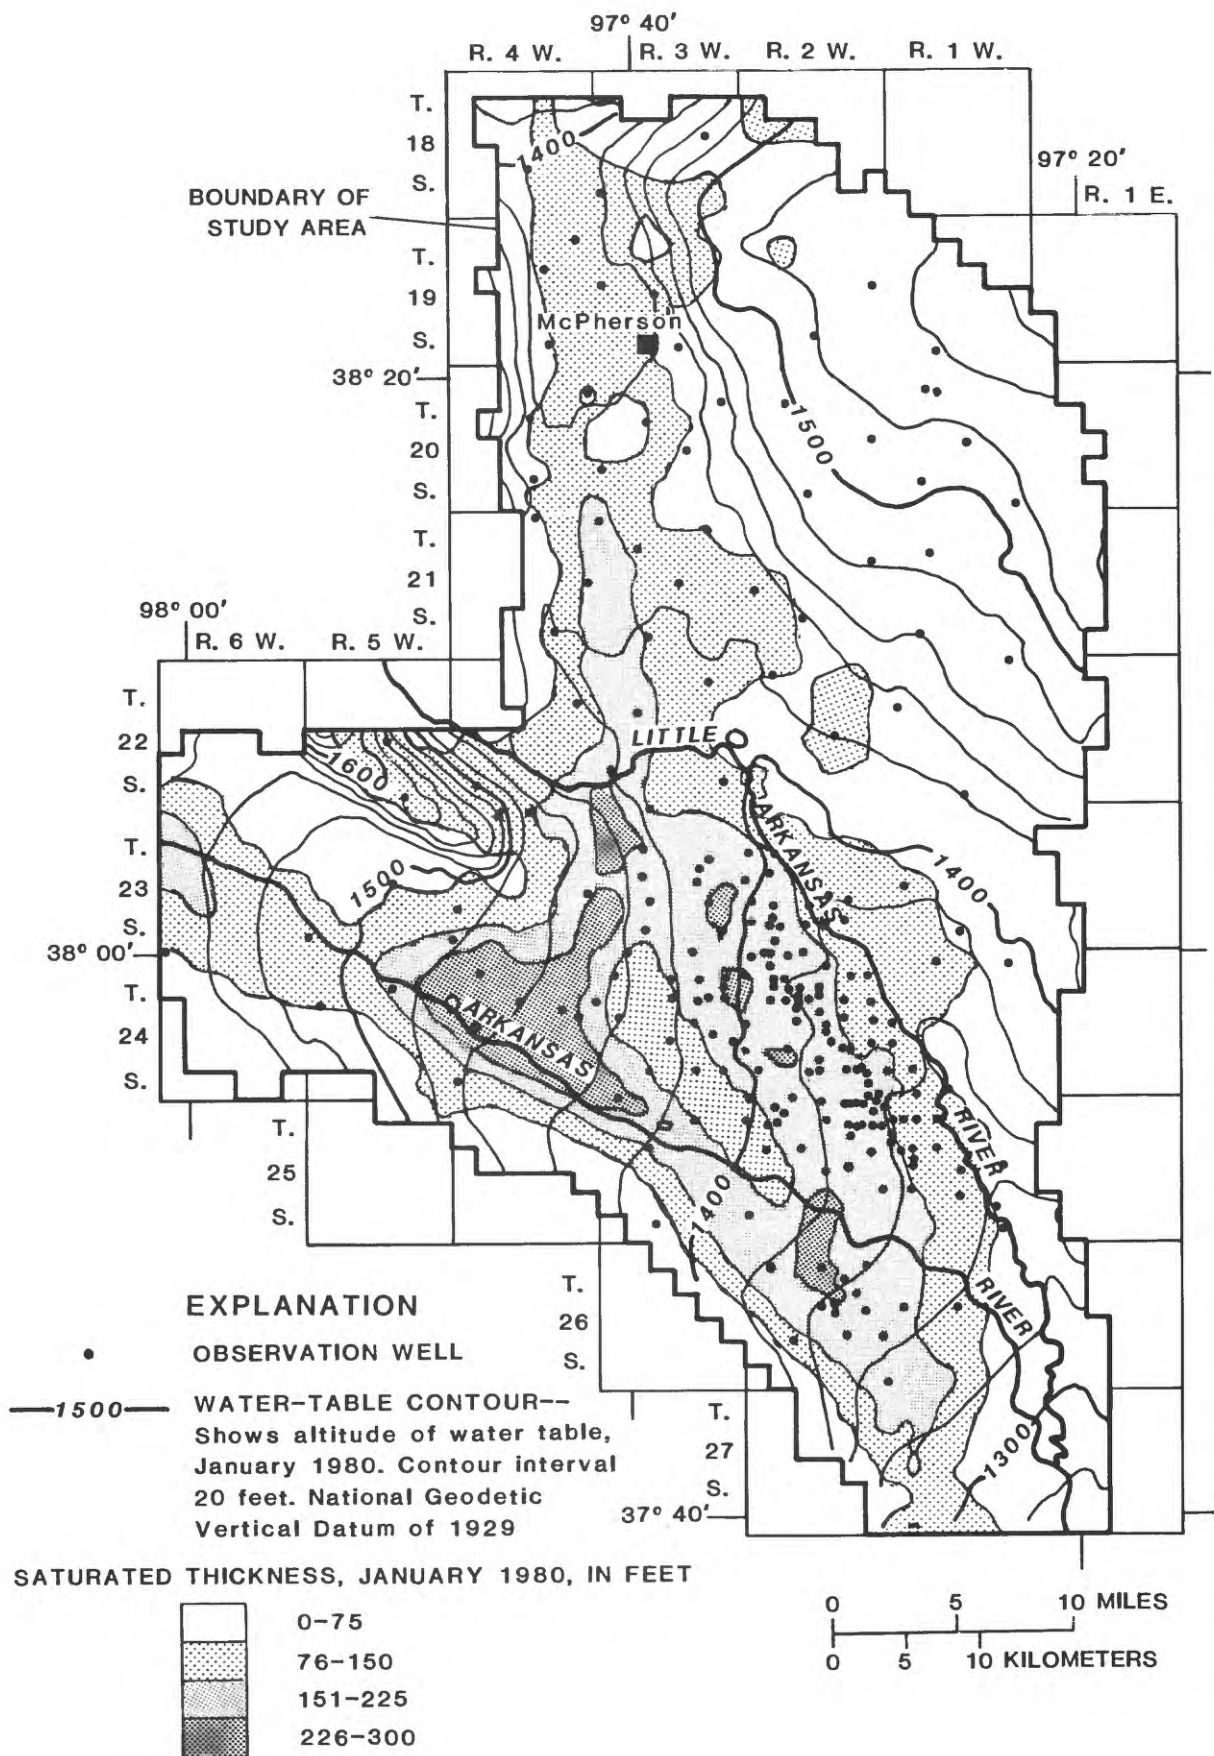 97° 40'
R. 4 W.
R. 3 W.
R. 2 W.
R. 1 W.
T.
18
S.
1400
97° 20'
R. 1 E.
BOUNDARY OF
STUDY AREA
T.
19
S.
McPherson
38° 20'
T.
20
S.
1500
T.
21
S.
98° 00'
R. 6 W.
R. 5 W.
T.
22
S.
LITTLE
1600
ARKANSAS
T.
23
S.
1500
1400
38° 00'
T.
24
S.
ARKANSAS
RIVER
T.
25
S.
1400
T.
26
S.
RIVER
T.
27
S.
1300
37° 40'
EXPLANATION
OBSERVATION WELL
1500
WATER-TABLE CONTOUR--
Shows altitude of water table,
January 1980. Contour interval
20 feet. National Geodetic
Vertical Datum of 1929
SATURATED THICKNESS, JANUARY 1980, IN FEET
0-75
76-150
151-225
226-300
0 5 10 MILES
0 5 10 KILOMETERS